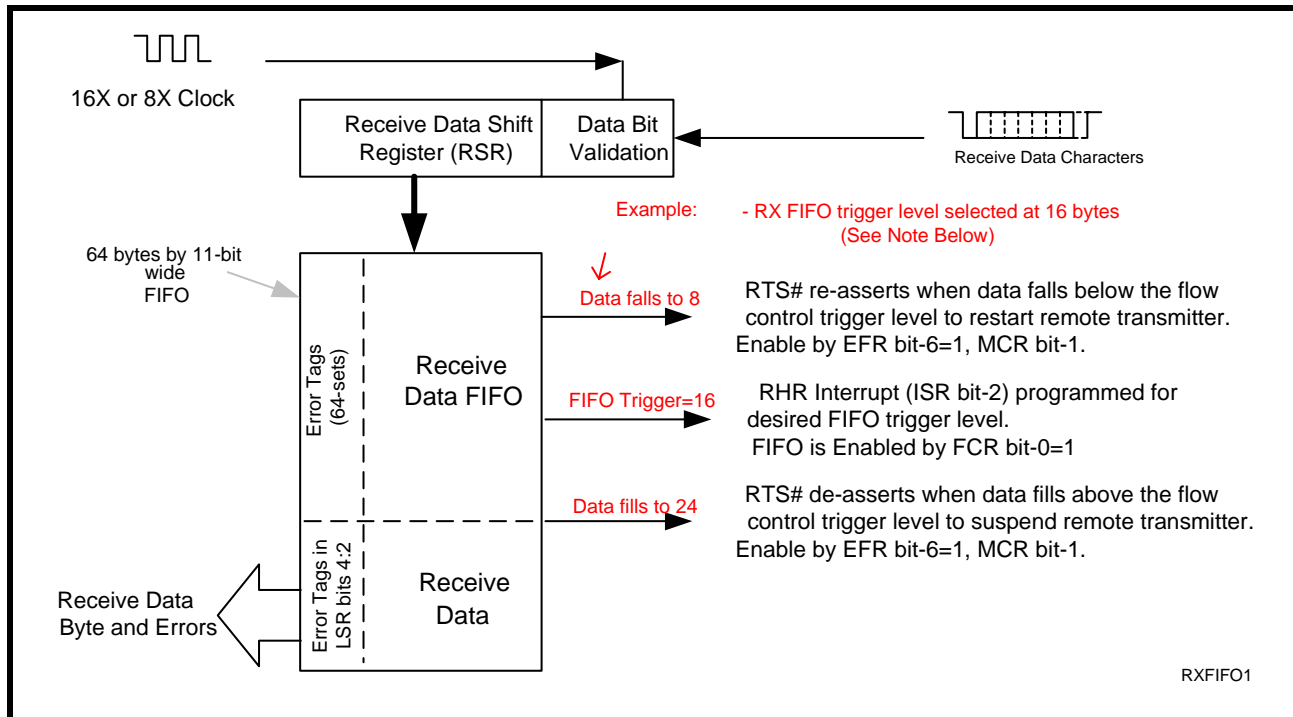 16X or 8X Clock
Receive Data Shift
Register (RSR)
Data Bit
Validation
Receive Data Characters
Example:
- RX FIFO trigger level selected at 16 bytes
(See Note Below)
64 bytes by 11-bit
wide
FIFO
Error Tags
(64-sets)
Receive
Data FIFO
Data falls to 8
RTS# re-asserts when data falls below the flow
control trigger level to restart remote transmitter.
Enable by EFR bit-6=1, MCR bit-1.
FIFO Trigger=16
RHR Interrupt (ISR bit-2) programmed for
desired FIFO trigger level.
FIFO is Enabled by FCR bit-0=1
Data fills to 24
RTS# de-asserts when data fills above the flow
control trigger level to suspend remote transmitter.
Enable by EFR bit-6=1, MCR bit-1.
Error Tags in
LSR bits 4:2
Receive
Data
Receive Data
Byte and Errors
RXFIFO1